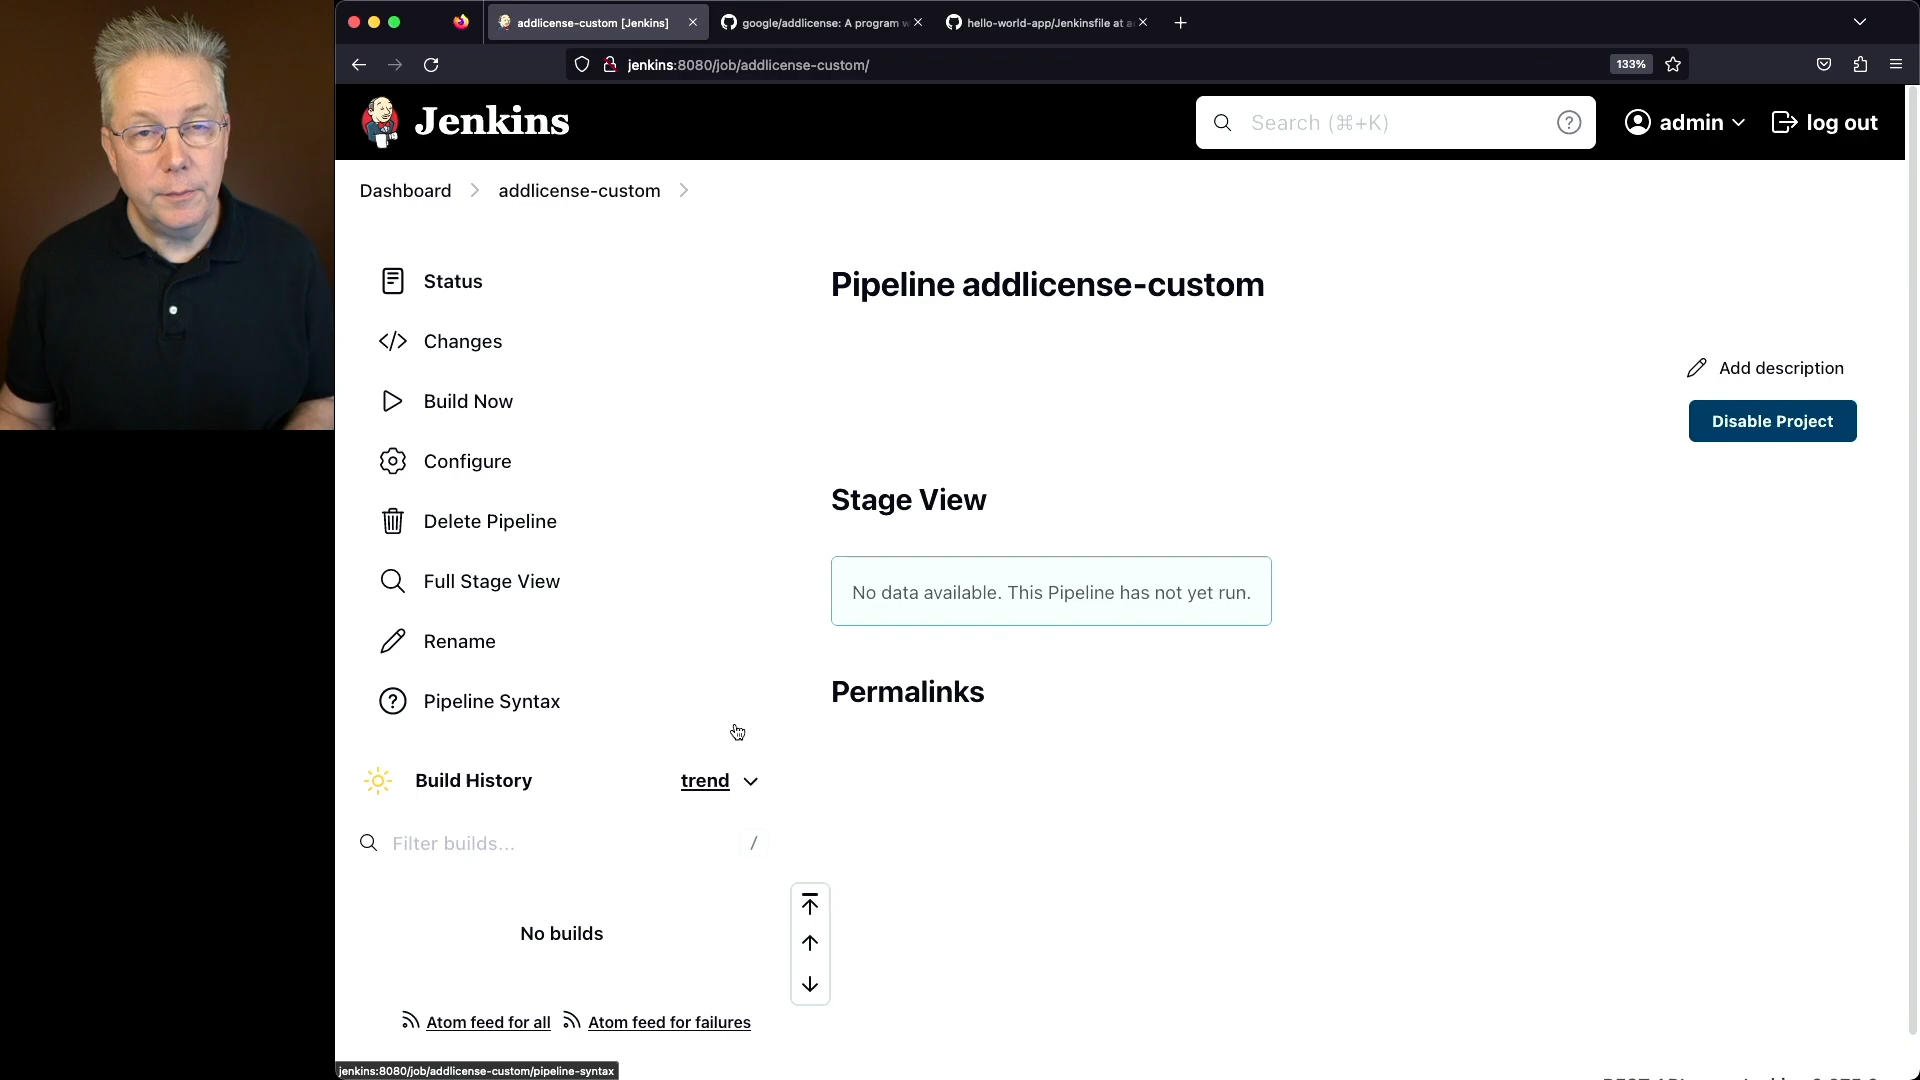 addlicense-custom [Jenkins]
google/addlicense: A program w
hello-world-app/Jenkinsfile at a
jenkins:8080/job/addlicense-custom/
133%
Jenkins
Search (⌘+K)
admin
log out
Dashboard
addlicense-custom
Status
Changes
Build Now
Configure
Delete Pipeline
Full Stage View
Rename
Pipeline Syntax
Build History
trend
Filter builds...
/
No builds
Atom feed for all
Atom feed for failures
Pipeline addlicense-custom
Add description
Disable Project
Stage View
No data available. This Pipeline has not yet run.
Permalinks
jenkins:8080/job/addlicense-custom/pipeline-syntax